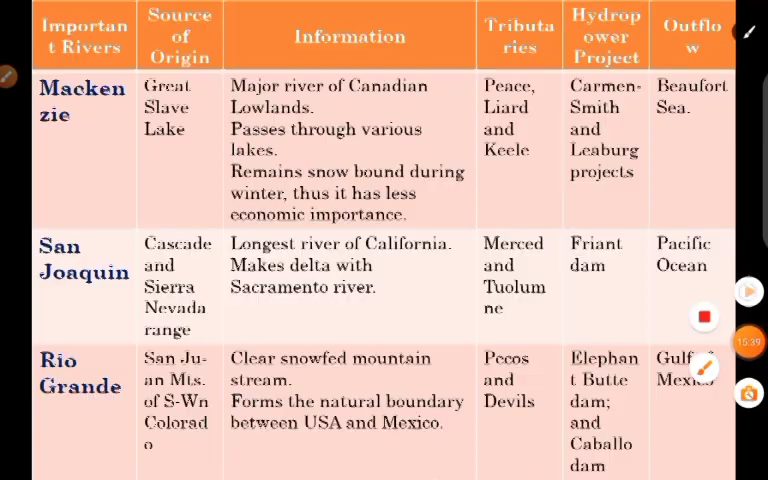 Importan
t Rivers
Source
of
Origin
Information
Tributa
ries
Hydrop
ower
Project
Outflo
w
Macken
zie
Great
Slave
Lake
Major river of Canadian
Lowlands.
Passes through various
lakes.
Remains snow bound during
winter, thus it has less
economic importance.
Peace,
Liard
and
Keele
Carmen-
Smith
and
Leaburg
projects
Beaufort
Sea.
San
Joaquin
Cascade
and
Sierra
Nevada
range
Longest river of California.
Makes delta with
Sacramento river.
Merced
and
Tuolum
ne
Friant
dam
Pacific
Ocean
Rio
Grande
San Ju-
an Mts.
of S-Wn
Colorad
o
Clear snowfed mountain
stream.
Forms the natural boundary
between USA and Mexico.
Pecos
and
Devils
Elephan
t Butte
dam;
and
Caballo
dam
Gulf of
Mexico
15:39